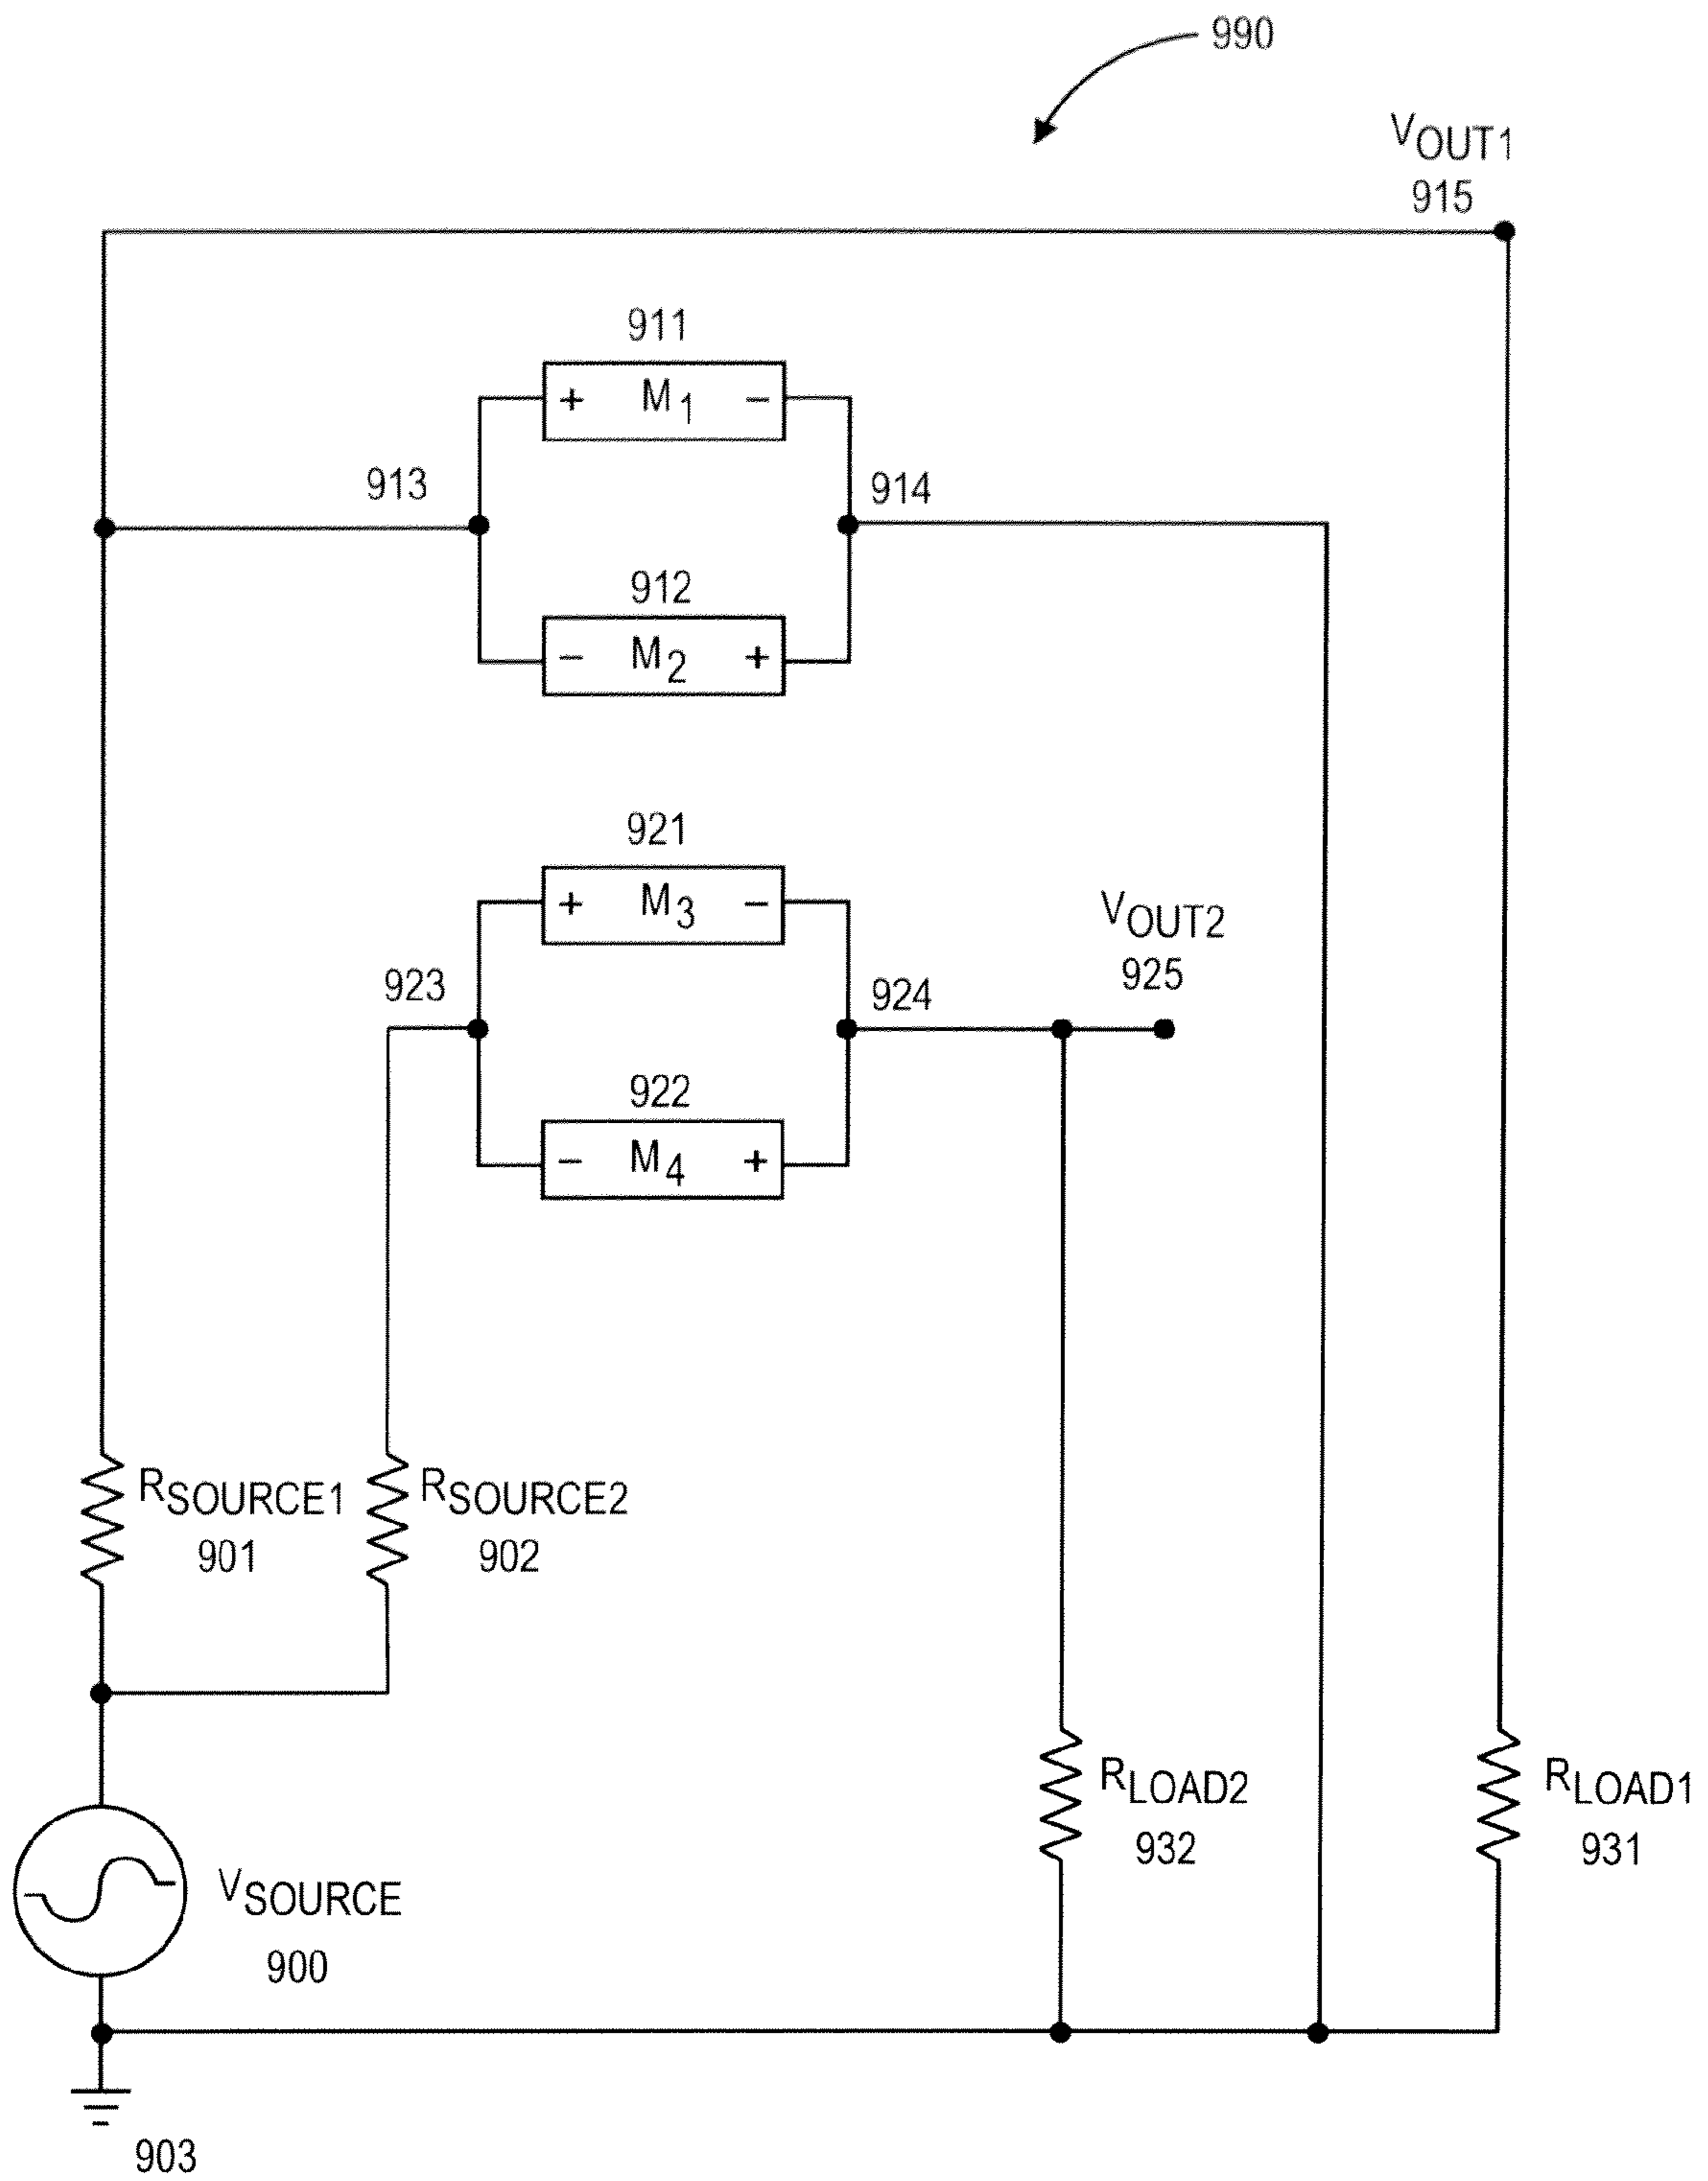 990
VOUT1
915
911
+ M1 −
913
914
912
− M2 +
921
+ M3 −
VOUT2
925
923
924
922
− M4 +
RSOURCE1
901
RSOURCE2
902
RLOAD2
932
RLOAD1
931
VSOURCE
900
903